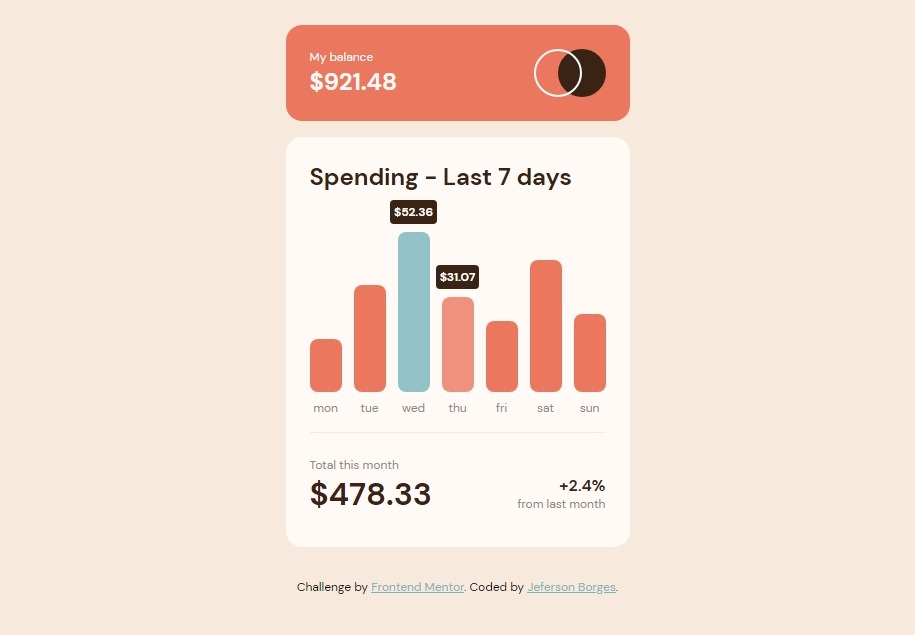 My balance
$921.48
Spending - Last 7 days
$52.36
$31.07
mon tue wed thu fri sat sun
Total this month
$478.33
+2.4%
from last month
Challenge by Frontend Mentor. Coded by Jeferson Borges.